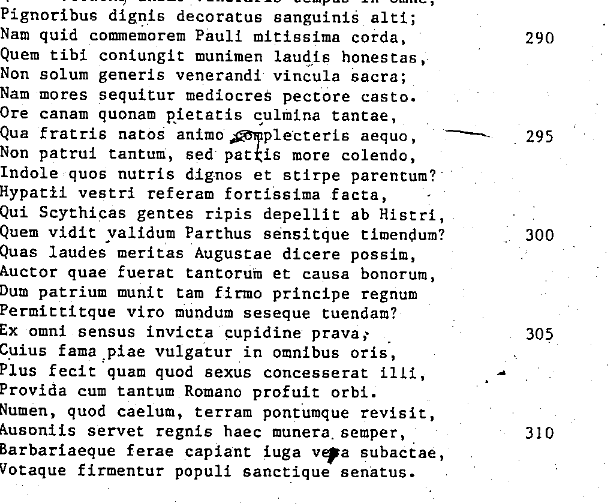 Pignoribus dignis decoratus sanguinis alti;
Nam quid commemorem Pauli mitissima corda, 290
Quem tibi coniungit munimen laudis honestas,
Non solum generis venerandi vincula sacra;
Nam mores sequitur mediocres pectore casto.
Ore canam quonam pietatis culmina tantae,
Qua fratris natos animo complecteris aequo, 295
Non patrui tantum, sed patris more colendo,
Indole quos nutris dignos et stirpe parentum?
Hypatii vestri referam fortissima facta,
Qui Scythicas gentes ripis depellit ab Histri,
Quem vidit validum Parthus sensitque timendum? 300
Quas laudes meritas Augustae dicere possim,
Auctor quae fuerat tantorum et causa bonorum,
Dum patrium munit tam firmo principe regnum
Permittitque viro mundum seseque tuendam?
Ex omni sensus invicta cupidine prava, 305
Cuius fama piae vulgatur in omnibus oris,
Plus fecit quam quod sexus concesserat illi,
Provida cum tantum Romano profuit orbi.
Numen, quod caelum, terram pontumque revisit,
Ausoniis servet regnis haec munera semper, 310
Barbariaeque ferae capiant iuga vera subactae,
Votaque firmentur populi sanctique senatus.